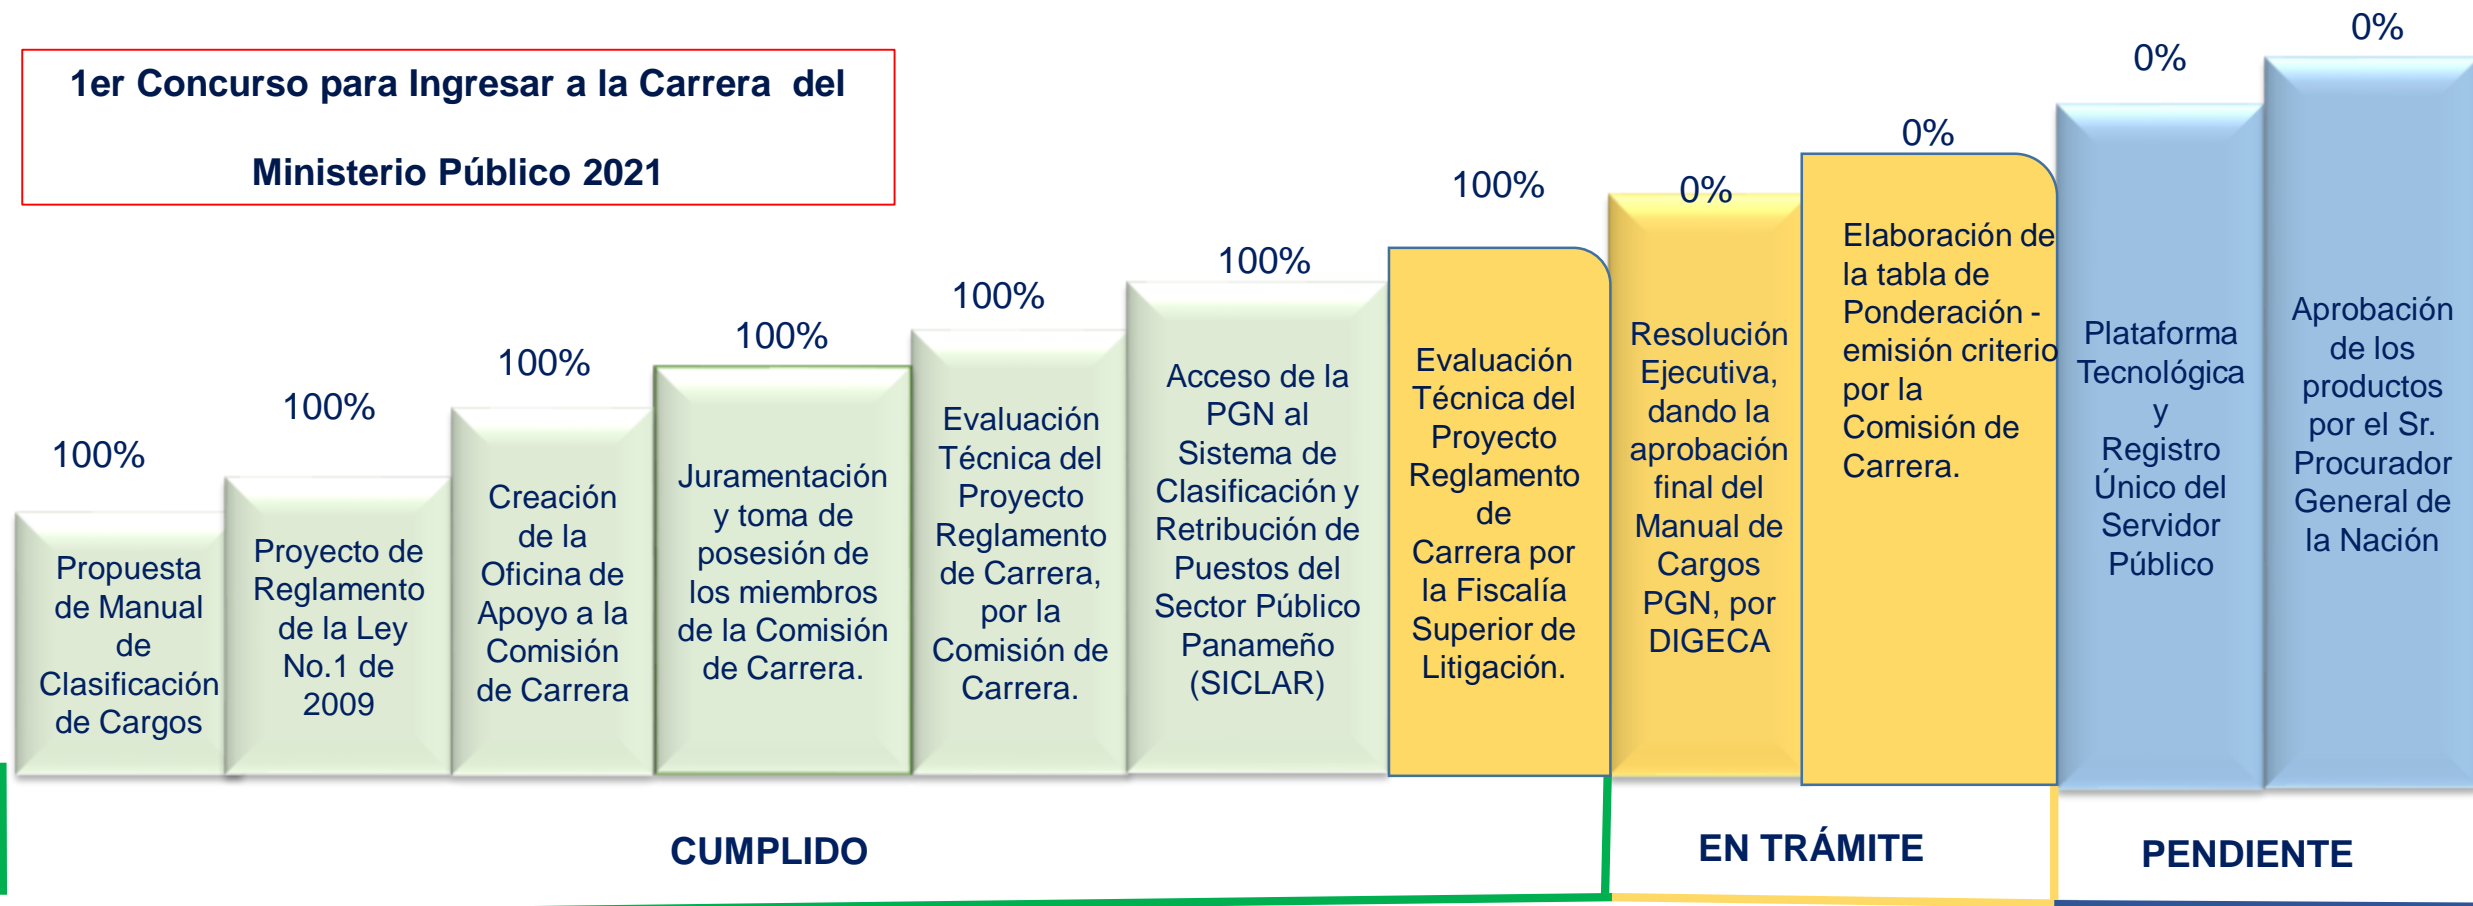 1er Concurso para Ingresar a la Carrera del
Ministerio Público 2021
100%
Propuesta
de Manual
de
Clasificación
de Cargos
100%
Proyecto de
Reglamento
de la Ley
No.1 de
2009
100%
Creación
de la
Oficina de
Apoyo a la
Comisión
de Carrera
100%
Juramentación
y toma de
posesión de
los miembros
de la Comisión
de Carrera.
100%
Evaluación
Técnica del
Proyecto
Reglamento
de Carrera,
por la
Comisión de
Carrera.
100%
Acceso de la
PGN al
Sistema de
Clasificación y
Retribución de
Puestos del
Sector Público
Panameño
(SICLAR)
100%
Evaluación
Técnica del
Proyecto
Reglamento
de
Carrera por
la Fiscalía
Superior de
Litigación.
0%
Resolución
Ejecutiva,
dando la
aprobación
final del
Manual de
Cargos
PGN, por
DIGECA
0%
Elaboración de
la tabla de
Ponderación -
emisión criterio
por la
Comisión de
Carrera.
0%
Plataforma
Tecnológica
y
Registro
Único del
Servidor
Público
0%
Aprobación
de los
productos
por el Sr.
Procurador
General de
la Nación
CUMPLIDO
EN TRÁMITE
PENDIENTE